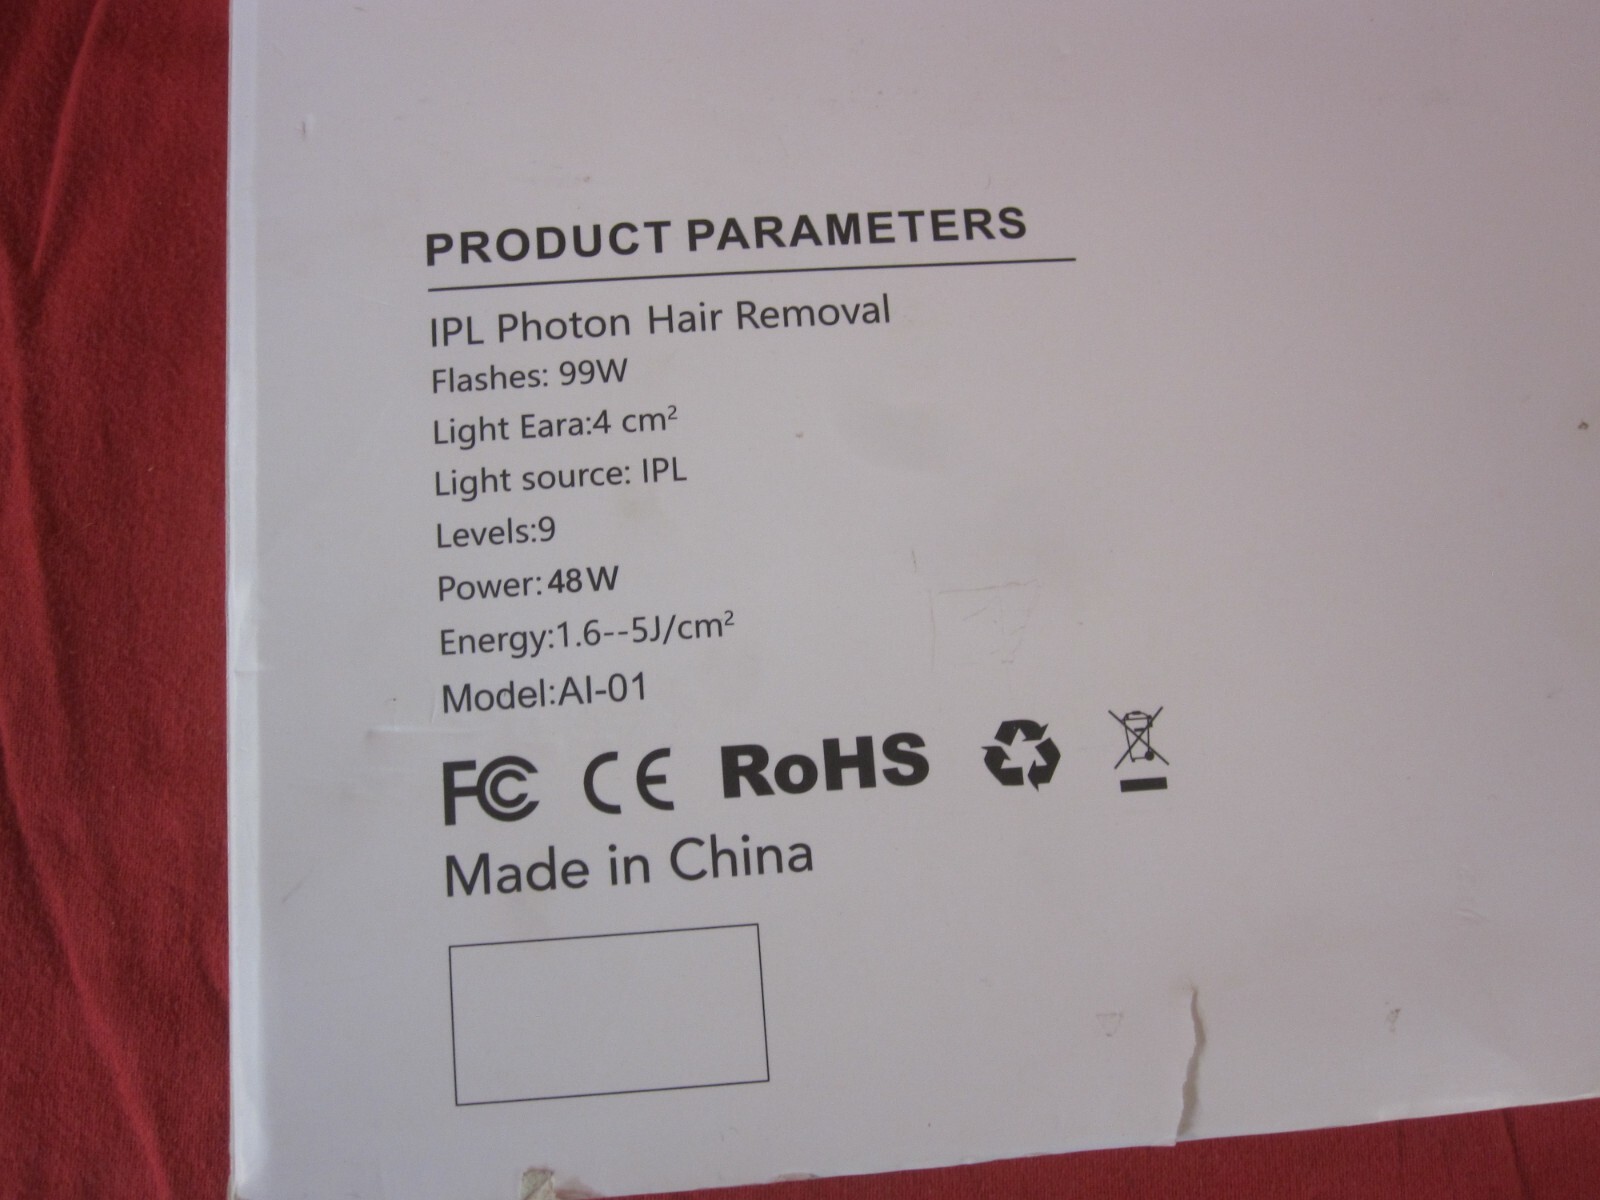 PRODUCT PARAMETERS
IPL Photon Hair Removal
Flashes: 99W
Light Eara:4 cm²
Light source: IPL
Levels:9
Power:48W
Energy:1.6--5J/cm²
Model:AI-01
FC CE RoHS
Made in China